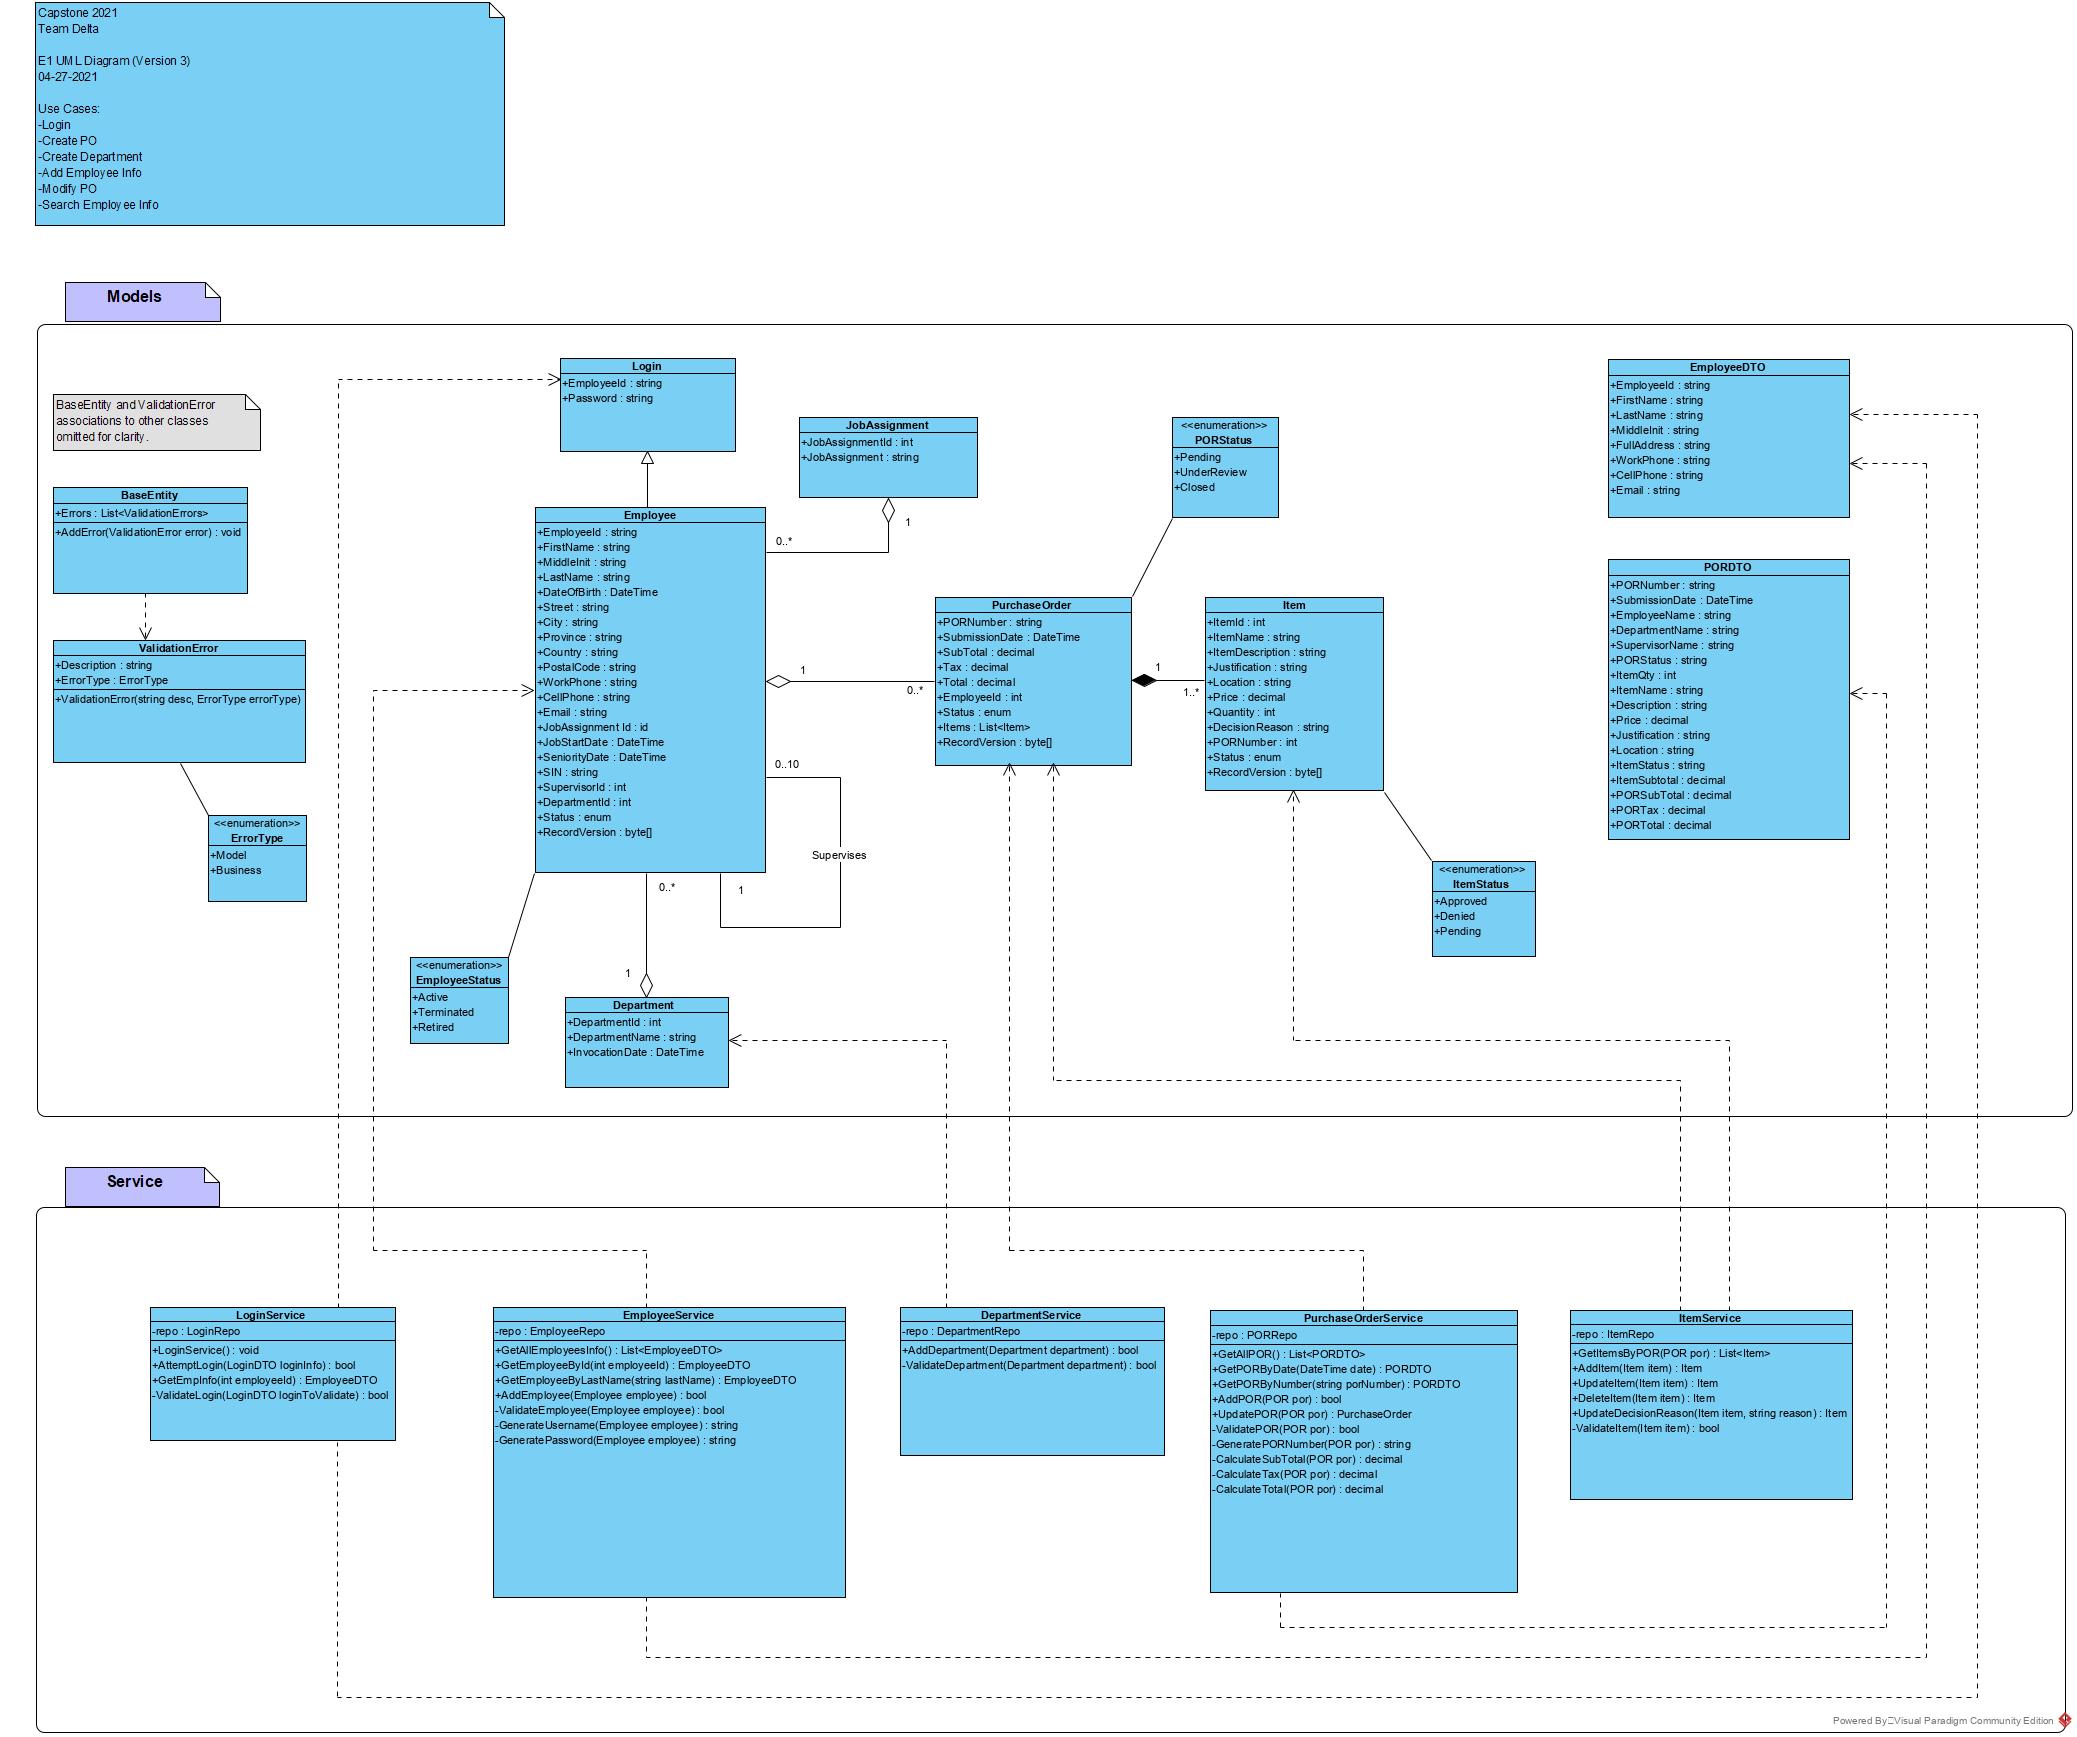 Capstone 2021
Team Delta
E1 UML Diagram (Version 3)
04-27-2021
Use Cases:
-Login
-Create PO
-Create Department
-Add Employee Info
-Modify PO
-Search Employee Info
Models
BaseEntity and ValidationError
associations to other classes
omitted for clarity.
BaseEntity
+Errors : List<ValidationErrors>
+AddError(ValidationError error) : void
ValidationError
+Description : string
+ErrorType : ErrorType
+ValidationError(string desc, ErrorType errorType)
<<enumeration>>
ErrorType
+Model
+Business
Login
+EmployeeId : string
+Password : string
Employee
+EmployeeId : string
+FirstName : string
+MiddleInit : string
+LastName : string
+DateOfBirth : DateTime
+Street : string
+City : string
+Province : string
+Country : string
+PostalCode : string
+WorkPhone : string
+CellPhone : string
+Email : string
+JobAssignment Id : id
+JobStartDate : DateTime
+SeniorityDate : DateTime
+SIN : string
+SupervisorId : int
+DepartmentId : int
+Status : enum
+RecordVersion : byte[]
JobAssignment
+JobAssignmentId : int
+JobAssignment : string
1
0..*
1
0..*
0..10
Supervises
1
0..*
1
<<enumeration>>
EmployeeStatus
+Active
+Terminated
+Retired
Department
+DepartmentId : int
+DepartmentName : string
+InvocationDate : DateTime
<<enumeration>>
PORStatus
+Pending
+UnderReview
+Closed
PurchaseOrder
+PORNumber : string
+SubmissionDate : DateTime
+SubTotal : decimal
+Tax : decimal
+Total : decimal
+EmployeeId : int
+Status : enum
+Items : List<Item>
+RecordVersion : byte[]
1
1..*
Item
+ItemId : int
+ItemName : string
+ItemDescription : string
+Justification : string
+Location : string
+Price : decimal
+Quantity : int
+DecisionReason : string
+PORNumber : int
+Status : enum
+RecordVersion : byte[]
<<enumeration>>
ItemStatus
+Approved
+Denied
+Pending
EmployeeDTO
+EmployeeId : string
+FirstName : string
+LastName : string
+MiddleInit : string
+FullAddress : string
+WorkPhone : string
+CellPhone : string
+Email : string
PORDTO
+PORNumber : string
+SubmissionDate : DateTime
+EmployeeName : string
+DepartmentName : string
+SupervisorName : string
+PORStatus : string
+ItemQty : int
+ItemName : string
+Description : string
+Price : decimal
+Justification : string
+Location : string
+ItemStatus : string
+ItemSubtotal : decimal
+PORSubTotal : decimal
+PORTax : decimal
+PORTotal : decimal
Service
LoginService
-repo : LoginRepo
+LoginService() : void
+AttemptLogin(LoginDTO loginInfo) : bool
+GetEmpInfo(int employeeId) : EmployeeDTO
-ValidateLogin(LoginDTO loginToValidate) : bool
EmployeeService
-repo : EmployeeRepo
+GetAllEmployeesInfo() : List<EmployeeDTO>
+GetEmployeeById(int employeeId) : EmployeeDTO
+GetEmployeeByLastName(string lastName) : EmployeeDTO
+AddEmployee(Employee employee) : bool
-ValidateEmployee(Employee employee) : bool
-GenerateUsername(Employee employee) : string
-GeneratePassword(Employee employee) : string
DepartmentService
-repo : DepartmentRepo
+AddDepartment(Department department) : bool
-ValidateDepartment(Department department) : bool
PurchaseOrderService
-repo : PORRepo
+GetAllPOR() : List<PORDTO>
+GetPORByDate(DateTime date) : PORDTO
+GetPORByNumber(string porNumber) : PORDTO
+AddPOR(POR por) : bool
+UpdatePOR(POR por) : PurchaseOrder
-ValidatePOR(POR por) : bool
-GeneratePORNumber(POR por) : string
-CalculateSubTotal(POR por) : decimal
-CalculateTax(POR por) : decimal
-CalculateTotal(POR por) : decimal
ItemService
-repo : ItemRepo
+GetItemsByPOR(POR por) : List<Item>
+AddItem(Item item) : Item
+UpdateItem(Item item) : Item
+DeleteItem(Item item) : Item
+UpdateDecisionReason(Item item, string reason) : Item
-ValidateItem(Item item) : bool
Powered By□Visual Paradigm Community Edition